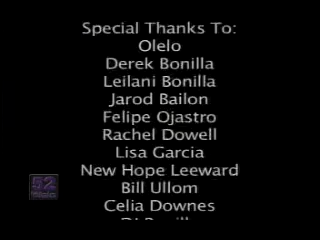 Special Thanks To:
Olelo
Derek Bonilla
Leilani Bonilla
Jarod Bailon
Felipe Ojastro
Rachel Dowell
Lisa Garcia
New Hope Leeward
Bill Ullom
Celia Downes
52